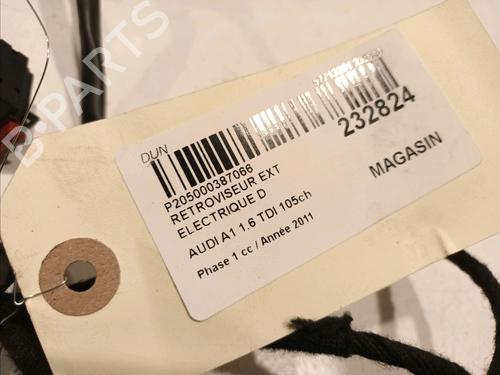 DUN
P205000387066
RETROVISEUR EXT
ELECTRIQUE D
AUDI A1 1.6 TDI 105ch
Phase 1 cc / Année 2011
232824
MAGASIN
B-PARTS